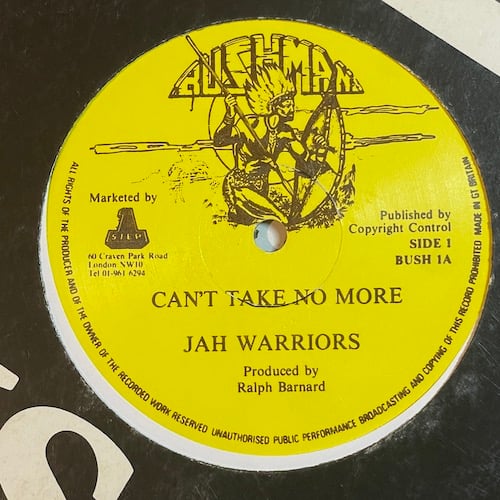 BUSHMAN
Marketed by
STEP
60 Craven Park Road
London NW10
Tel 01-961 6294
Published by
Copyright Control
SIDE 1
BUSH 1A
CAN'T TAKE NO MORE
JAH WARRIORS
Produced by
Ralph Barnard
ALL RIGHTS OF THE PRODUCER AND OF THE OWNER OF THE RECORDED WORK RESERVED UNAUTHORISED PUBLIC PERFORMANCE BROADCASTING AND COPYING OF THIS RECORD PROHIBITED MADE IN GT BRITAIN